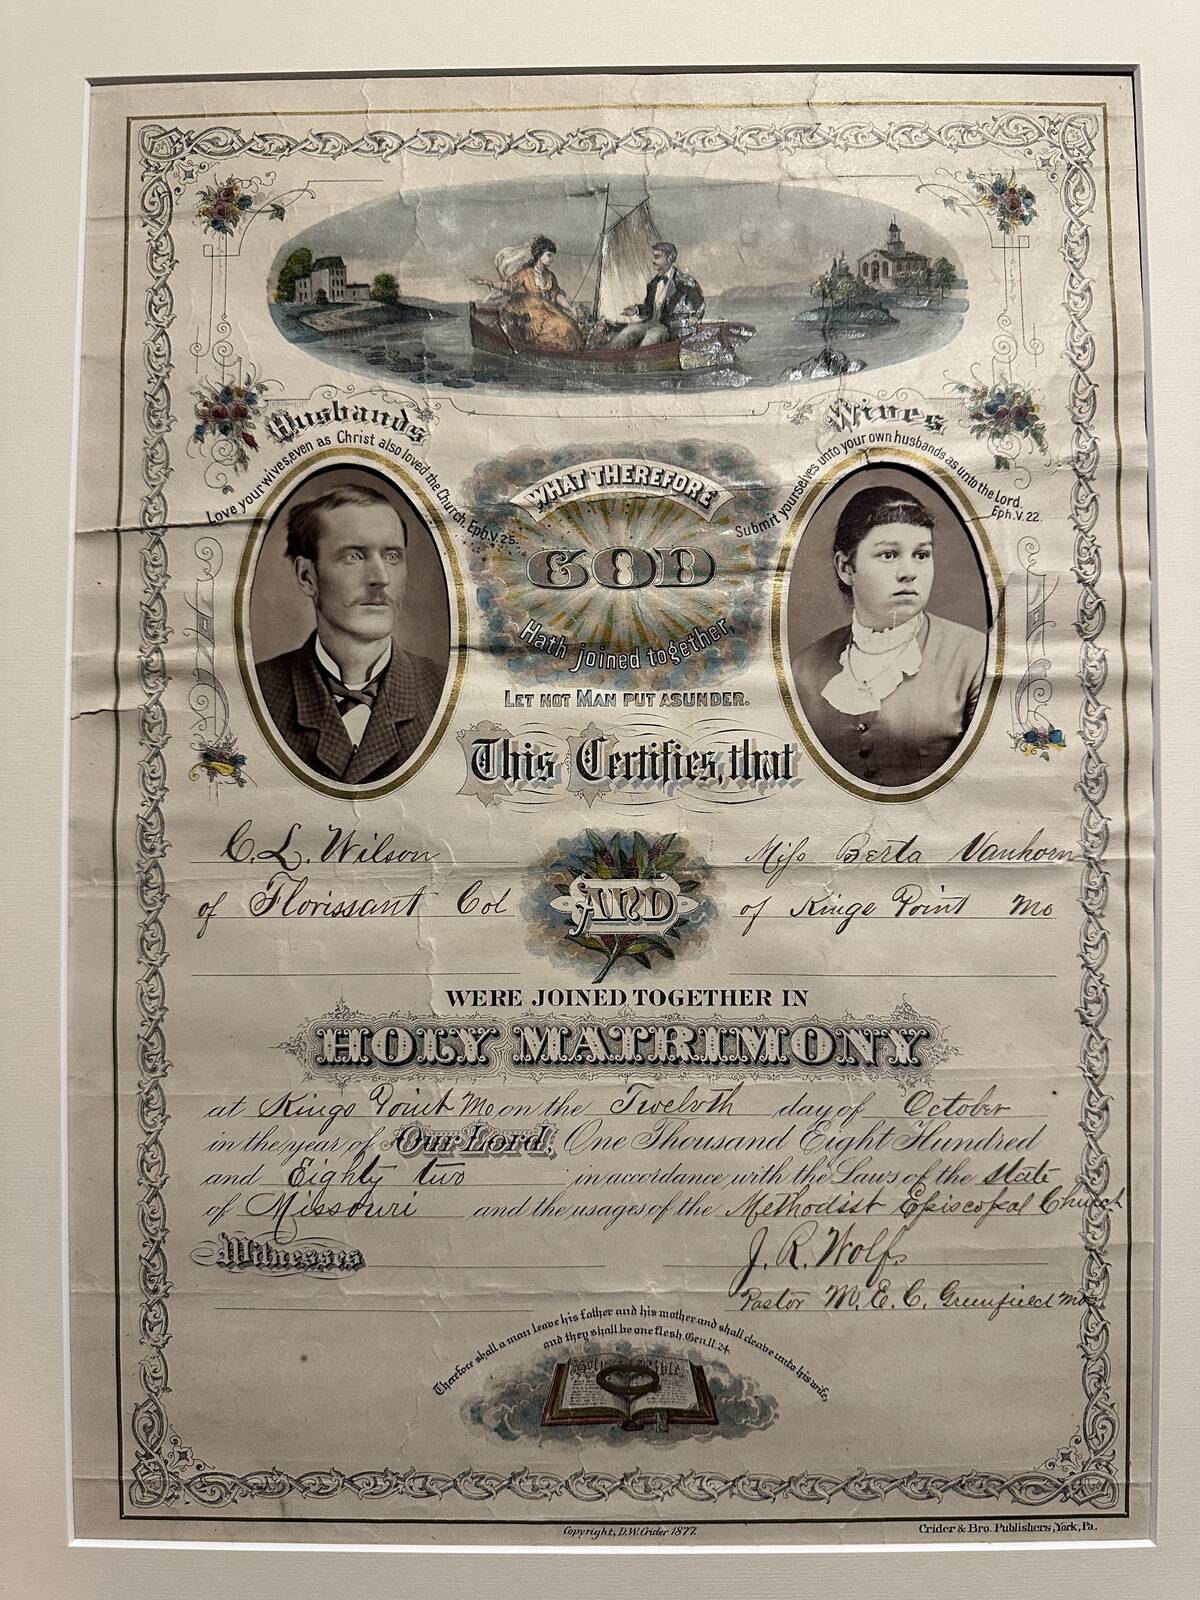 Husbands
Love your wives, even as Christ also loved the Church. Eph. V. 25.
Wives
Submit yourselves unto your own husbands as unto the Lord.
Eph. V. 22.
WHAT THEREFORE
GOD
Hath joined together,
LET NOT MAN PUT ASUNDER.
This Certifies, that
C. L. Wilson
of Florissant Col
AND
Miss Berta Vanhorn
of Kings Point Mo
WERE JOINED TOGETHER IN
HOLY MATRIMONY
at Kings Point Mo on the Twelvth day of October
in the year of Our Lord, One Thousand Eight Hundred
and Eighty two in accordance with the Laws of the State
of Missouri and the usages of the Methodist Episcopal Church
Witnesses
J. R. Wolf.
Pastor M. E. C. Greenfield Mo
Therefore shall a man leave his father and his mother and shall cleave unto his wife,
and they shall be one flesh. Gen. II. 24.
Holy Bible
Copyright, D. W. Crider 1877.
Crider & Bro. Publishers, York, Pa.